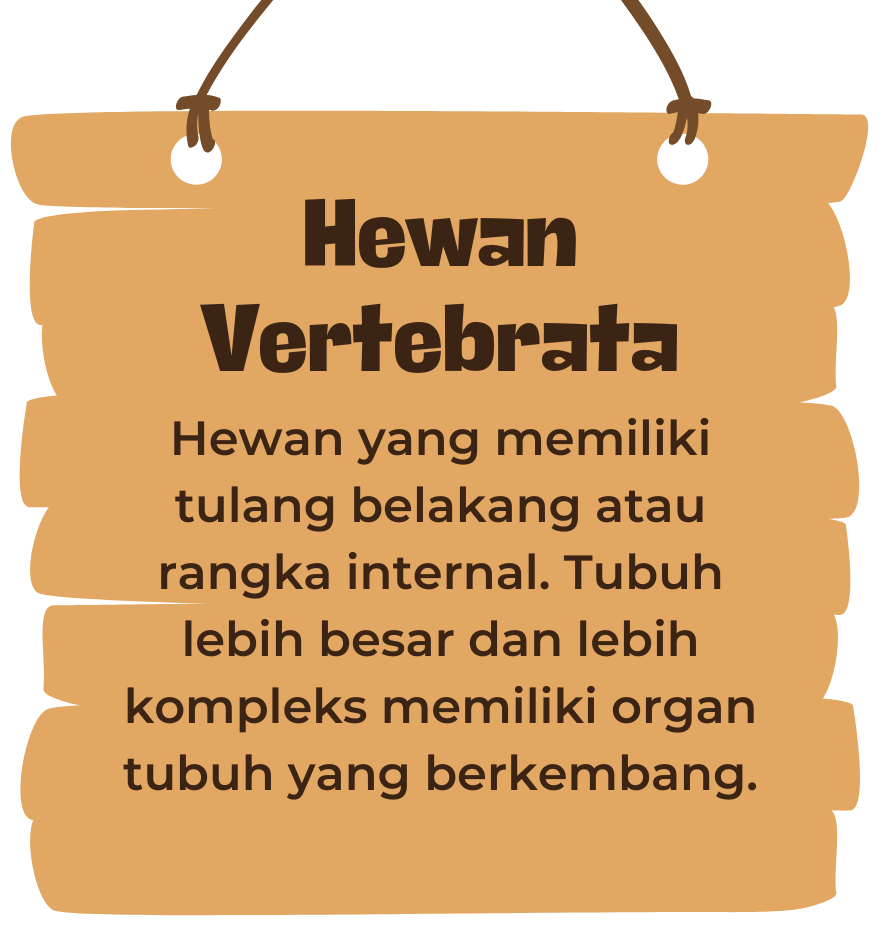 Hewan
Vertebrata
Hewan yang memiliki
tulang belakang atau
rangka internal. Tubuh
lebih besar dan lebih
kompleks memiliki organ
tubuh yang berkembang.